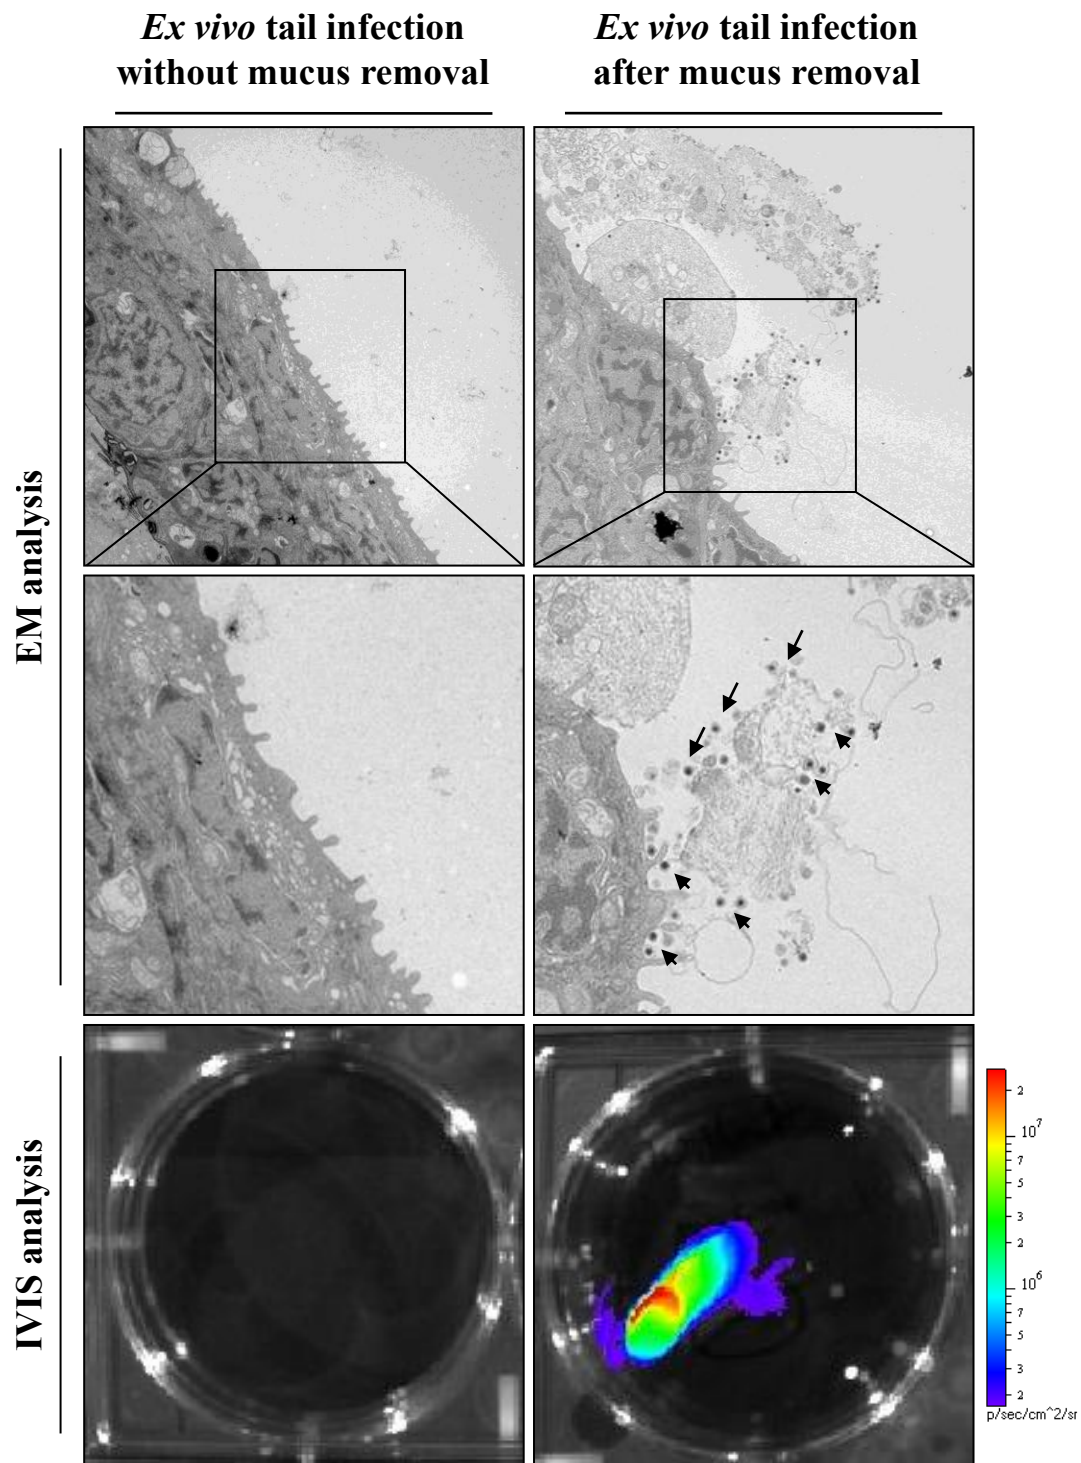 Ex vivo tail infection
without mucus removal
Ex vivo tail infection
after mucus removal
EM analysis
IVIS analysis
2
10^7
7
5
3
2
10^6
7
5
3
2
p/sec/cm^2/sr